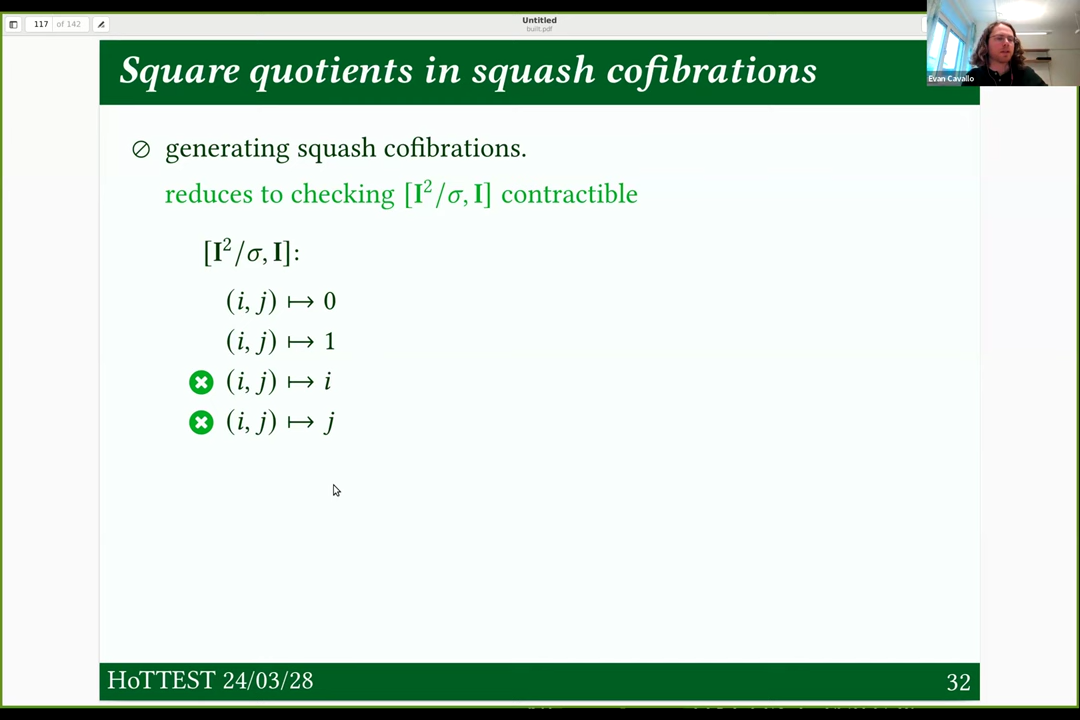 117 of 142
Untitled
built.pdf
Evan Cavallo
Square quotients in squash cofibrations
⊘ generating squash cofibrations.
reduces to checking [I²/σ, I] contractible
[I²/σ, I]:
(i, j) ↦ 0
(i, j) ↦ 1
(i, j) ↦ i
(i, j) ↦ j
HoTTEST 24/03/28
32